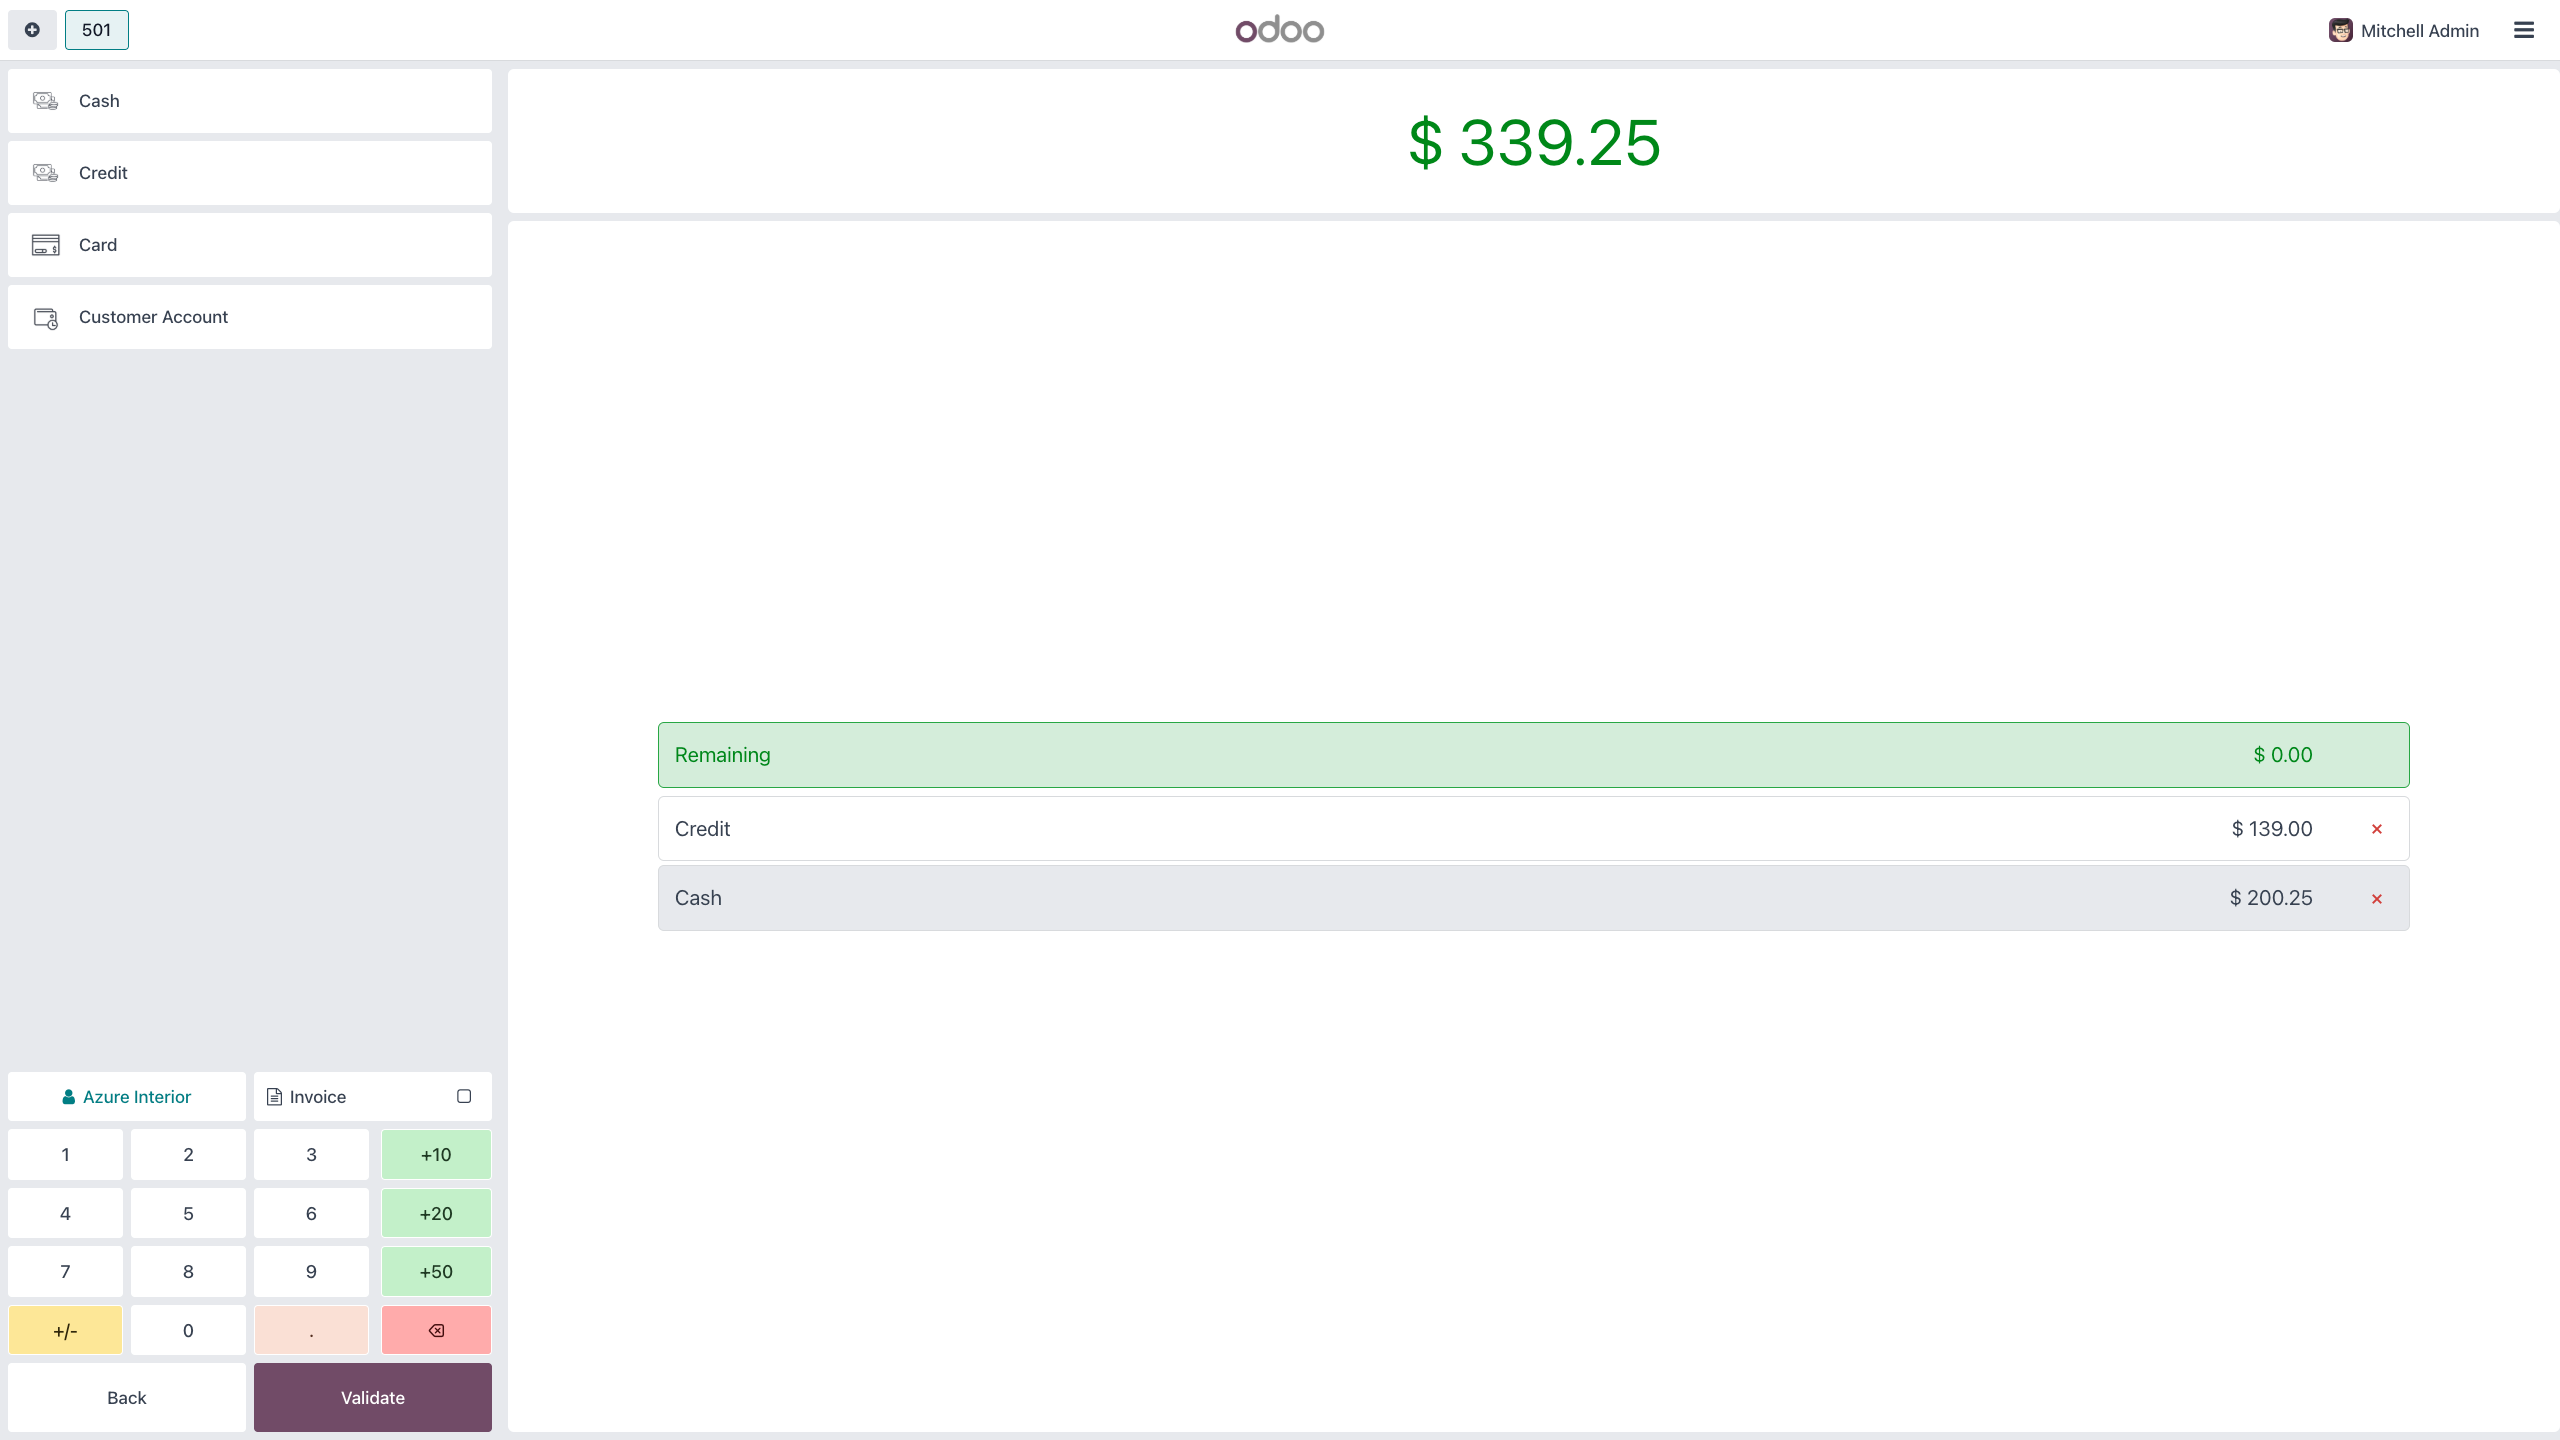 501
odoo
Mitchell Admin
Cash
Credit
Card
Customer Account
$ 339.25
Remaining $ 0.00
Credit $ 139.00 ×
Cash $ 200.25 ×
Azure Interior Invoice
1 2 3 +10
4 5 6 +20
7 8 9 +50
+/- 0 .
Back Validate